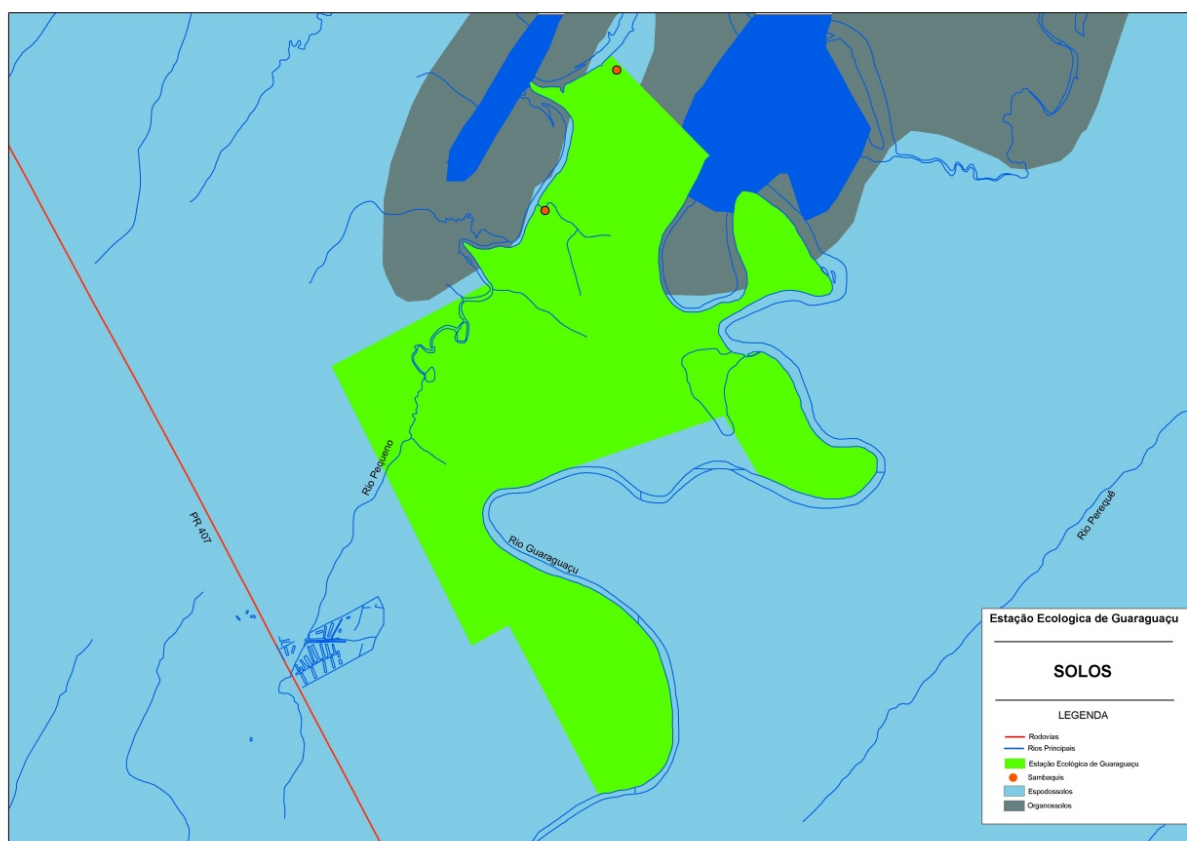 Rio Pequeno
PR 407
Rio Guaraguaçu
Rio Perequê
Estação Ecologica de Guaraguaçu
SOLOS
LEGENDA
Rodovias
Rios Principais
Estação Ecológica de Guaraguaçu
Sambaquis
Espodossolos
Organossolos